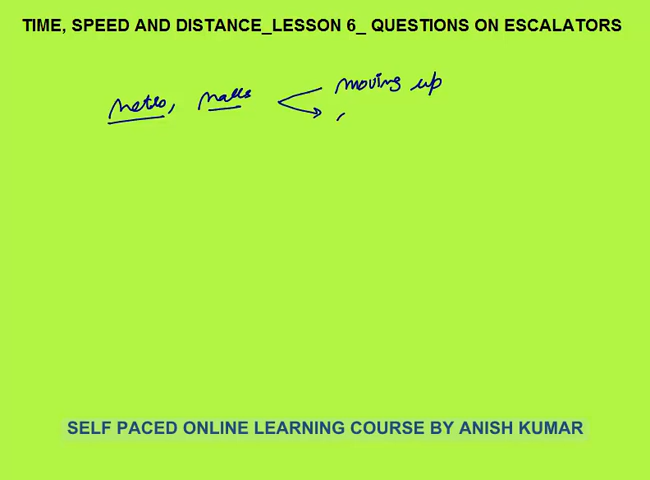 TIME, SPEED AND DISTANCE_LESSON 6_ QUESTIONS ON ESCALATORS
Metro, Malls
moving up
SELF PACED ONLINE LEARNING COURSE BY ANISH KUMAR